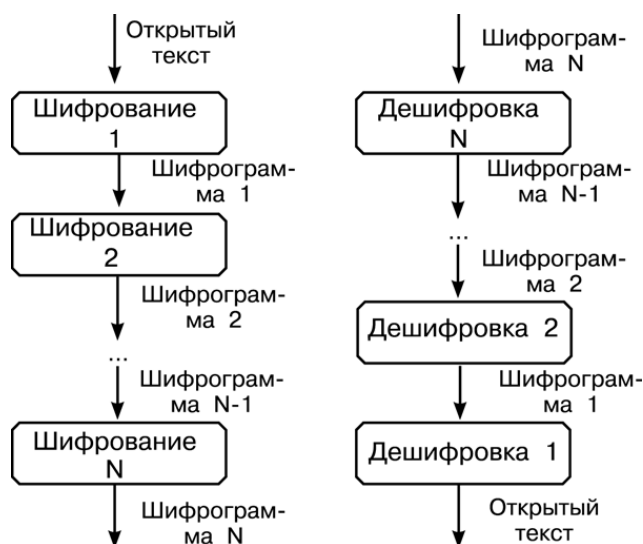 Открытый
текст
Шифрование
1
Шифрограм-
ма 1
Шифрование
2
Шифрограм-
ма 2
...
Шифрограм-
ма N-1
Шифрование
N
Шифрограм-
ма N
Шифрограм-
ма N
Дешифровка
N
Шифрограм-
ма N-1
...
Шифрограм-
ма 2
Дешифровка 2
Шифрограм-
ма 1
Дешифровка 1
Открытый
текст